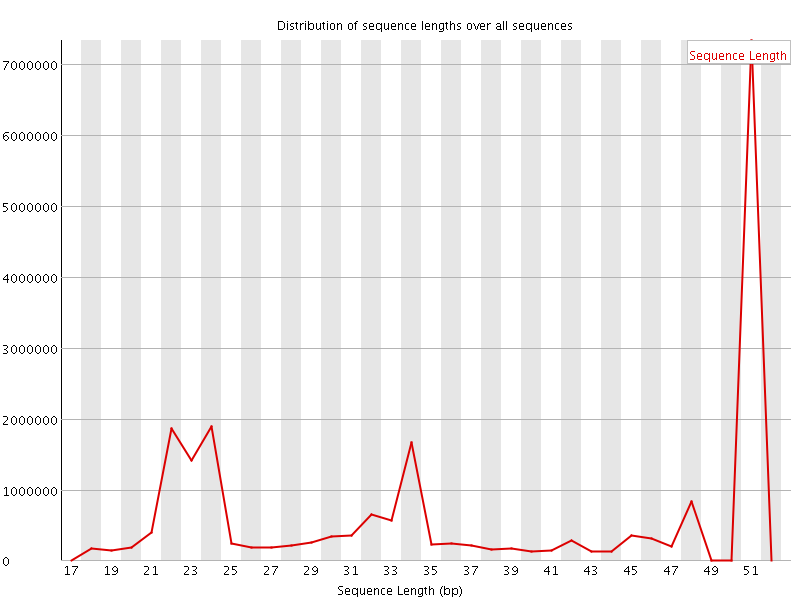 Distribution of sequence lengths over all sequences
Sequence Length
7000000
6000000
5000000
4000000
3000000
2000000
1000000
0
17 19 21 23 25 27 29 31 33 35 37 39 41 43 45 47 49 51
Sequence Length (bp)